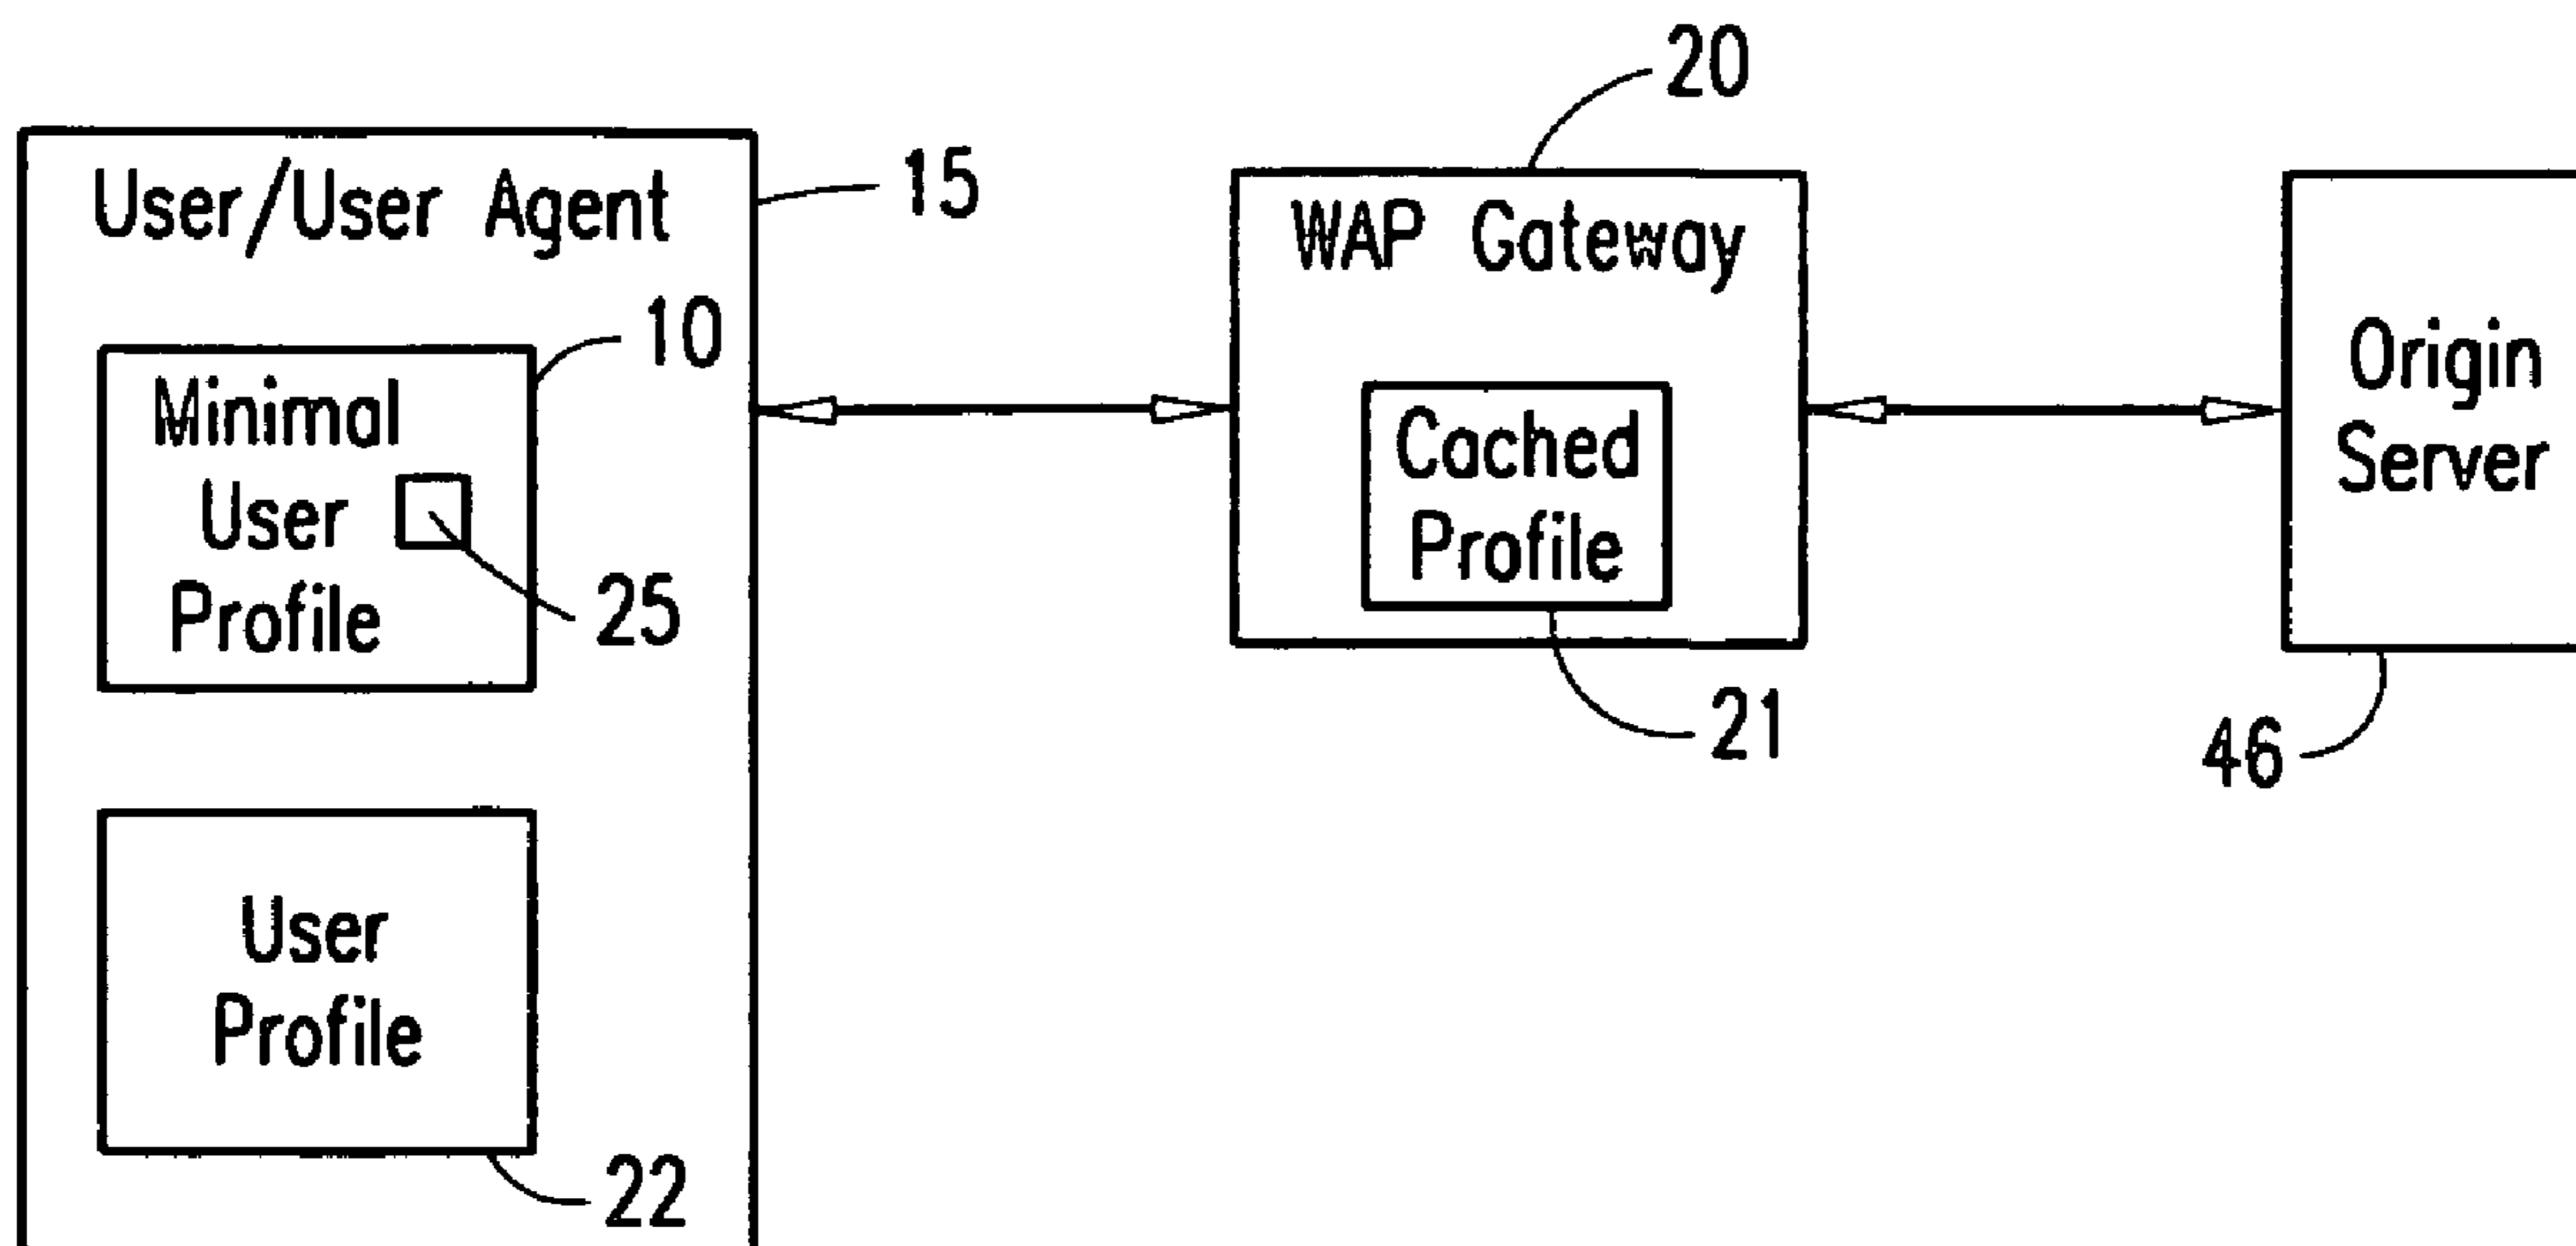 User/User Agent
15
Minimal
User
Profile
10
25
User
Profile
22
WAP Gateway
20
Cached
Profile
21
Origin
Server
46